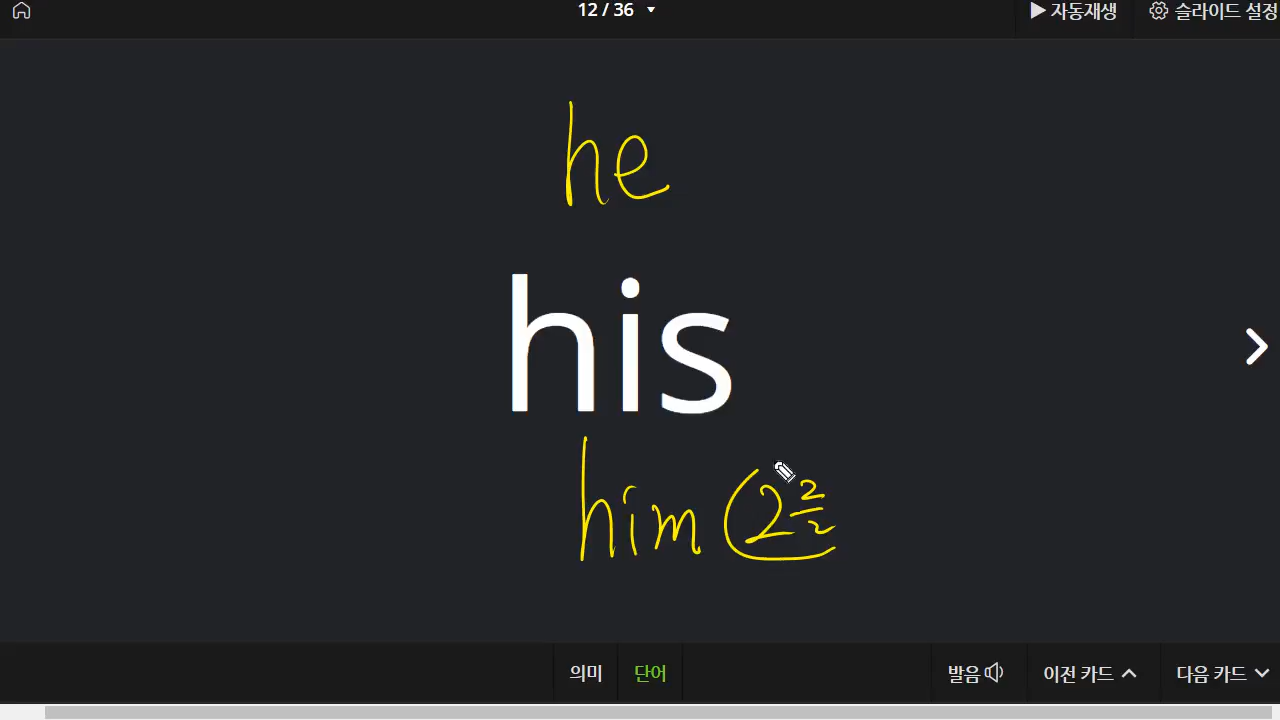 12 / 36
자동재생
슬라이드 설정
he
his
him
의미
단어
발음
이전 카드
다음 카드